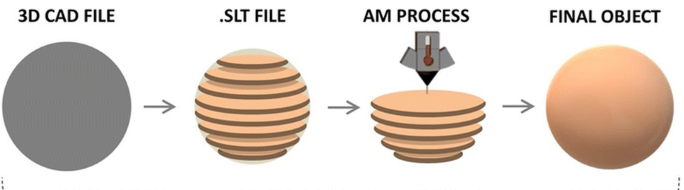 3D CAD FILE
.SLT FILE
AM PROCESS
FINAL OBJECT